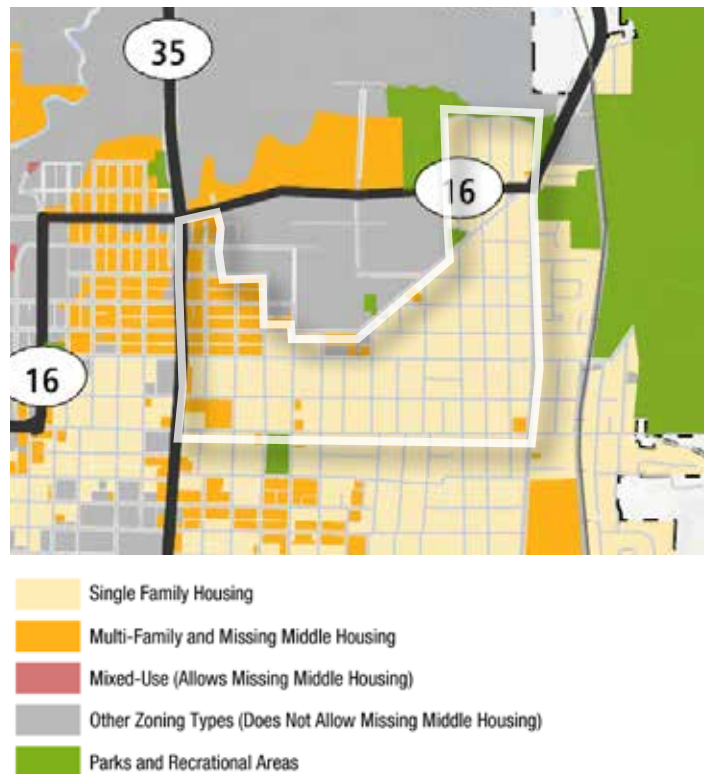 35
16
16
Single Family Housing
Multi-Family and Missing Middle Housing
Mixed-Use (Allows Missing Middle Housing)
Other Zoning Types (Does Not Allow Missing Middle Housing)
Parks and Recrational Areas